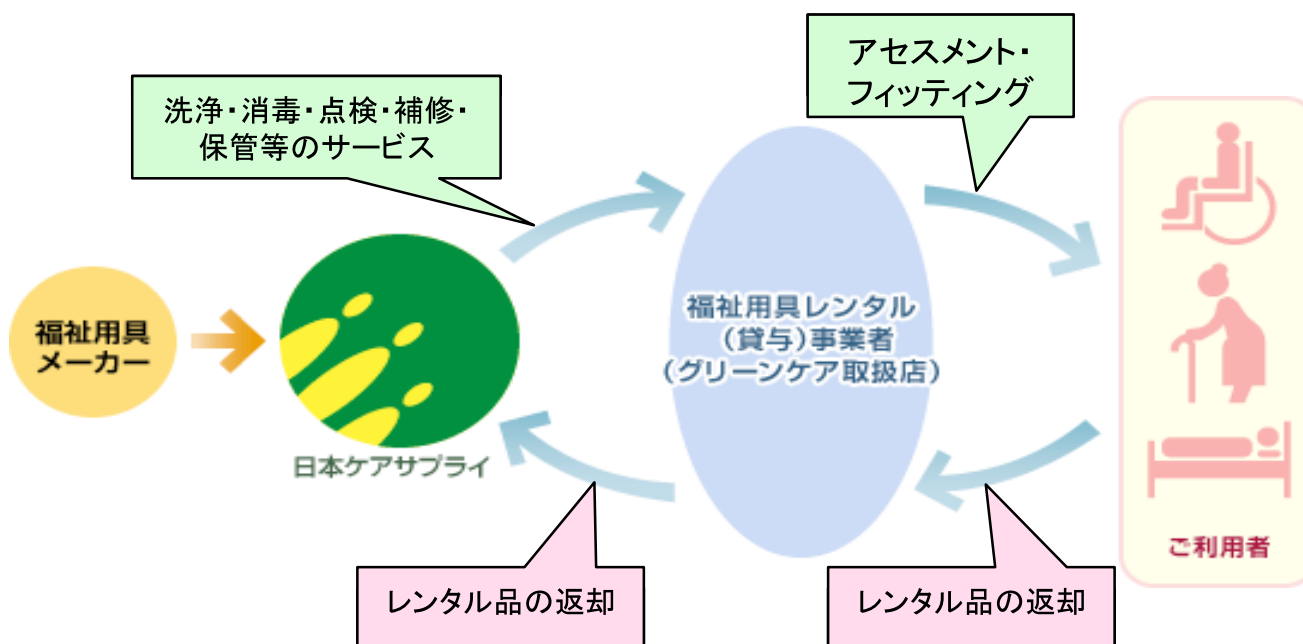 アセスメント・
フィッティング
洗浄・消毒・点検・補修・
保管等のサービス
福祉用具
メーカー
日本ケアサプライ
福祉用具レンタル
(貸与)事業者
(グリーンケア取扱店)
ご利用者
レンタル品の返却
レンタル品の返却